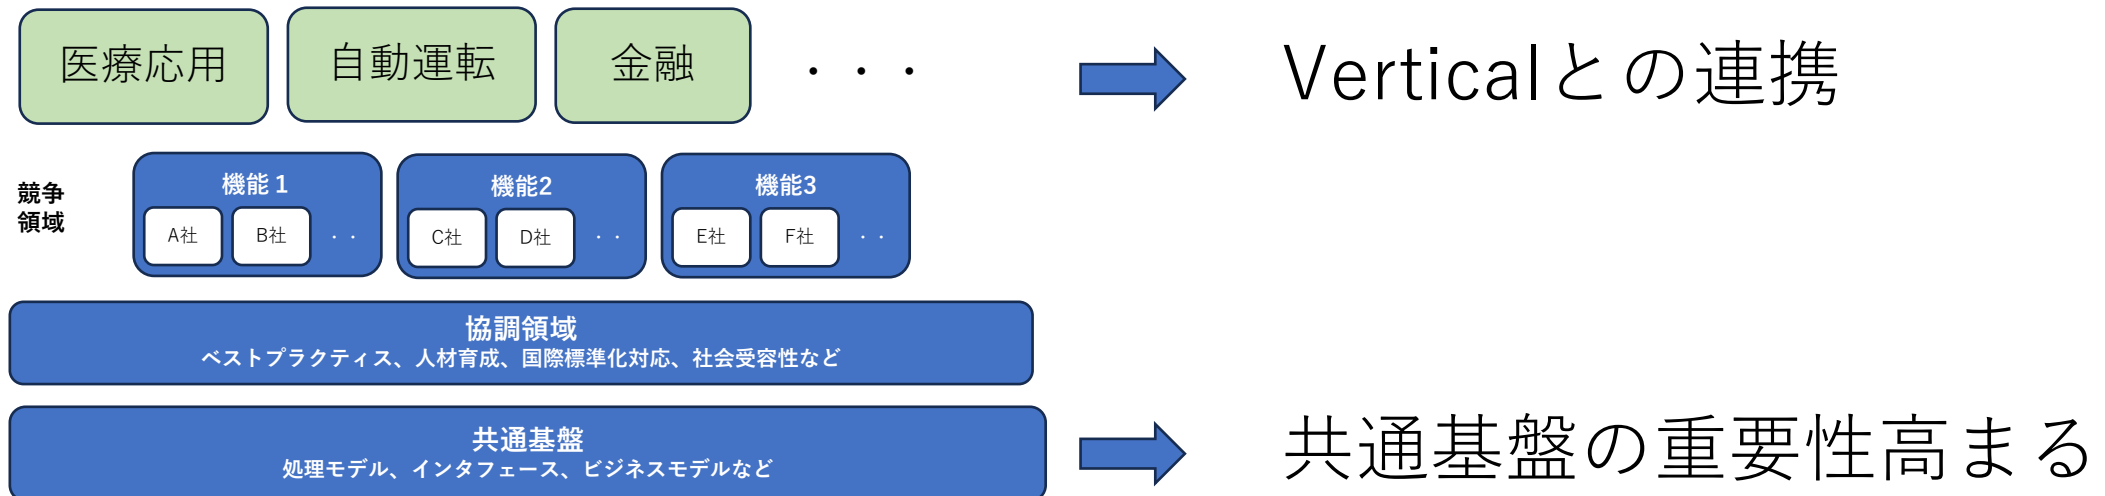 医療応用
自動運転
金融
・・・
Verticalとの連携
競争
領域
機能１
A社
B社
・・
機能2
C社
D社
・・
機能3
E社
F社
・・
協調領域
ベストプラクティス、人材育成、国際標準化対応、社会受容性など
共通基盤
処理モデル、インタフェース、ビジネスモデルなど
共通基盤の重要性高まる